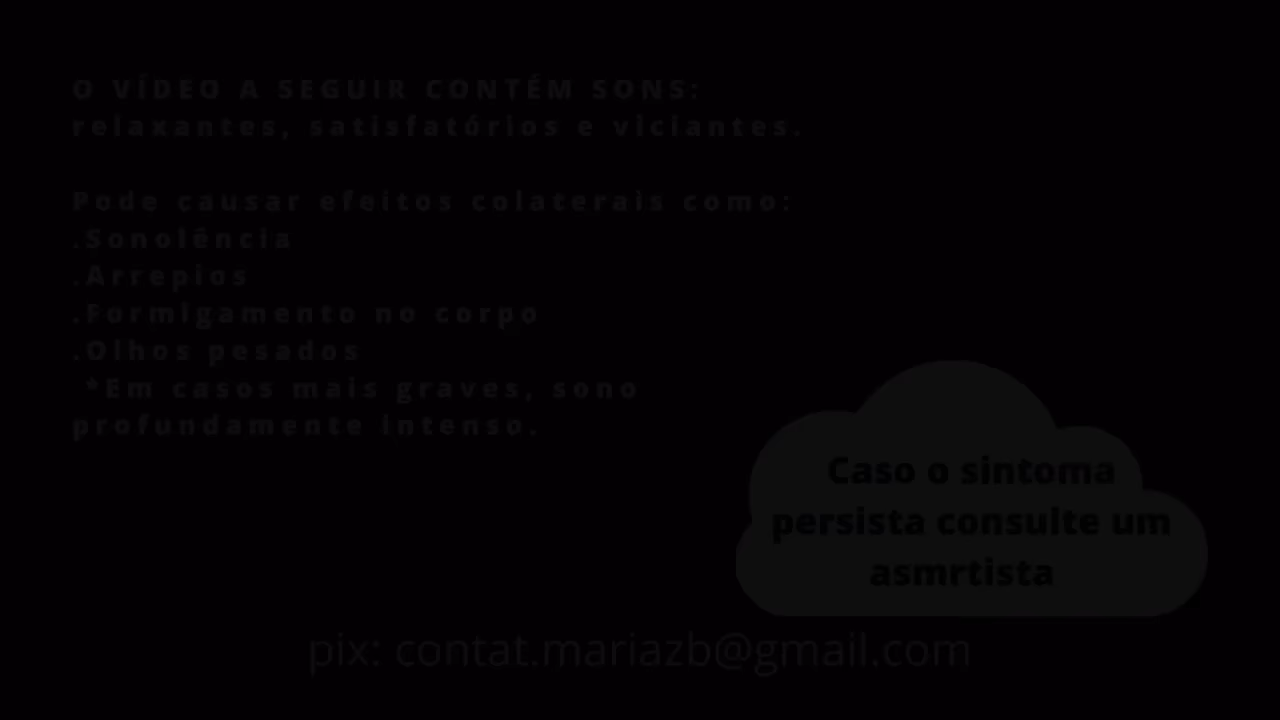 O VÍDEO A SEGUIR CONTÉM SONS:
relaxantes, satisfatórios e viciantes.
Pode causar efeitos colaterais como:
.Sonolência
.Arrepios
.Formigamento no corpo
.Olhos pesados
*Em casos mais graves, sono
profundamente intenso.
Caso o sintoma
persista consulte um
asmrtista
pix: contat.mariazb@gmail.com